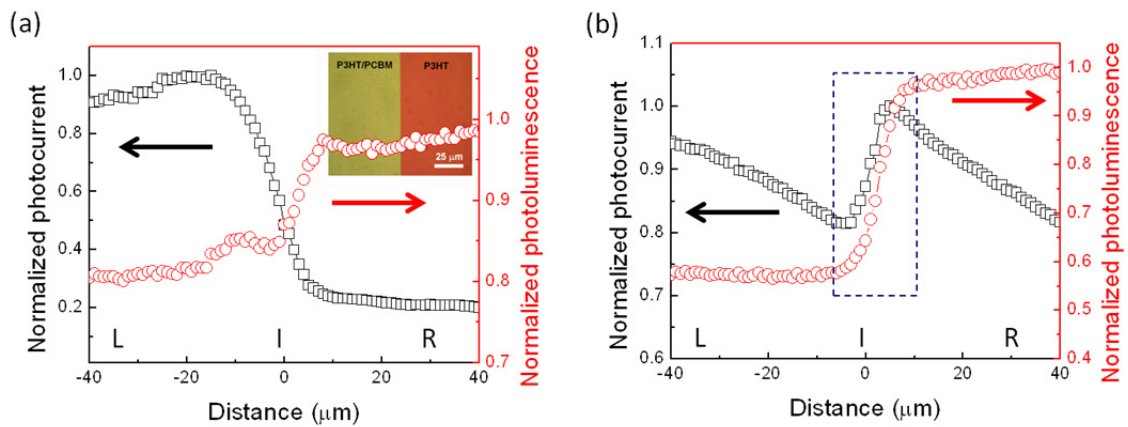 (a)
Normalized photocurrent
1.0
0.8
0.6
0.4
0.2
P3HT/PCBM P3HT
25 μm
L I R
-40 -20 0 20 40
Distance (μm)
1.0
0.9
0.8
0.7
Normalized photoluminescence
(b)
Normalized photocurrent
1.1
1.0
0.9
0.8
0.7
0.6
L I R
-40 -20 0 20 40
Distance (μm)
1.0
0.9
0.8
0.7
0.6
0.5
0.4
Normalized photoluminescence